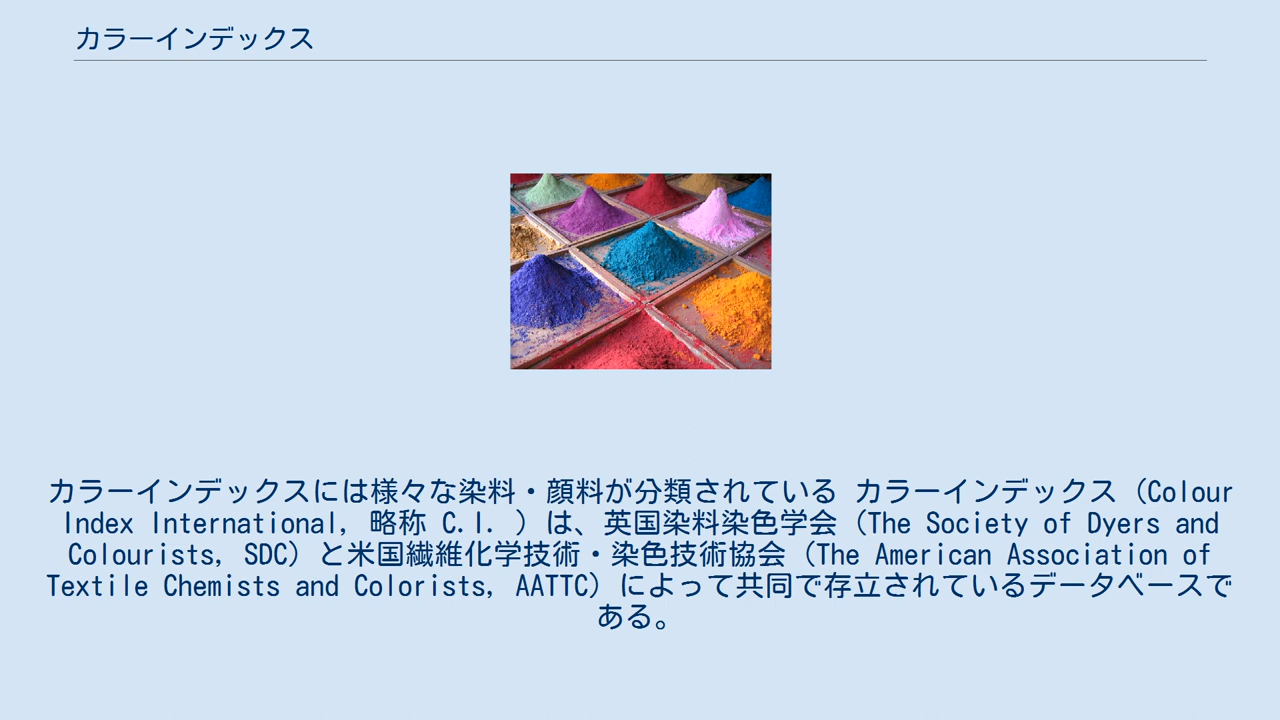 カラーインデックス
カラーインデックスには様々な染料・顔料が分類されている カラーインデックス（Colour
Index International, 略称 C.I. ）は、英国染料染色学会（The Society of Dyers and
Colourists, SDC）と米国繊維化学技術・染色技術協会（The American Association of
Textile Chemists and Colorists, AATTC）によって共同で存立されているデータベースで
ある。